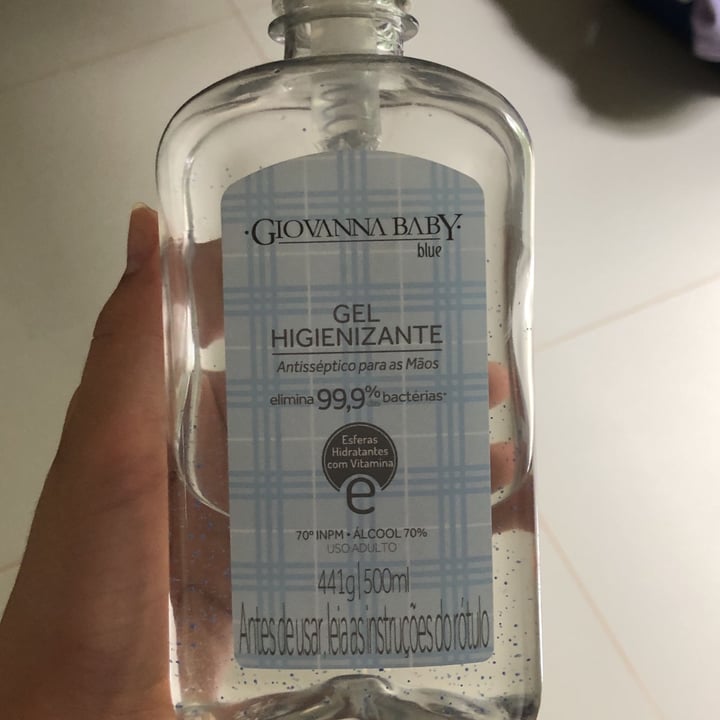 ·GIOVANNA BABY·
blue
GEL
HIGIENIZANTE
Antisséptico para as Mãos
elimina 99,9% das bactérias*
Esferas
Hidratantes
com Vitamina
e
70º INPM • ÁLCOOL 70%
USO ADULTO
441g|500ml
Antes de usar, leia as instruções do rótulo